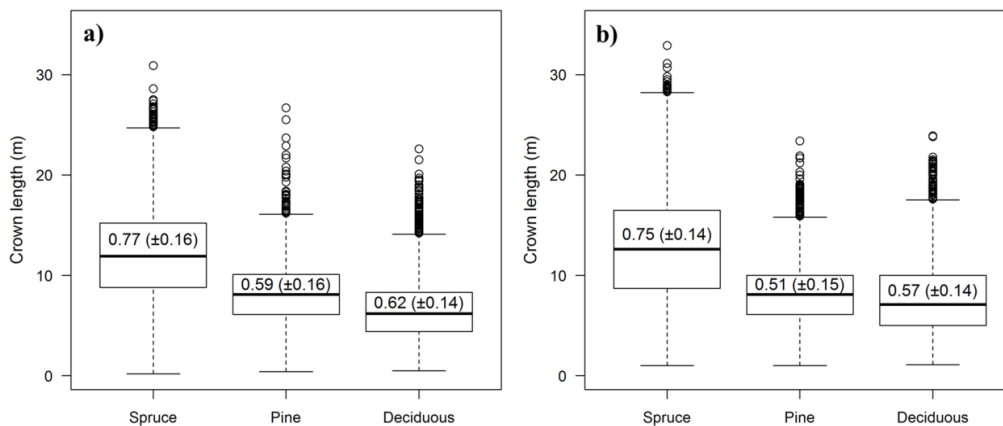 a)
Crown length (m)
30
20
10
0
0.77 (±0.16)
0.59 (±0.16)
0.62 (±0.14)
Spruce Pine Deciduous
b)
Crown length (m)
30
20
10
0
0.75 (±0.14)
0.51 (±0.15)
0.57 (±0.14)
Spruce Pine Deciduous